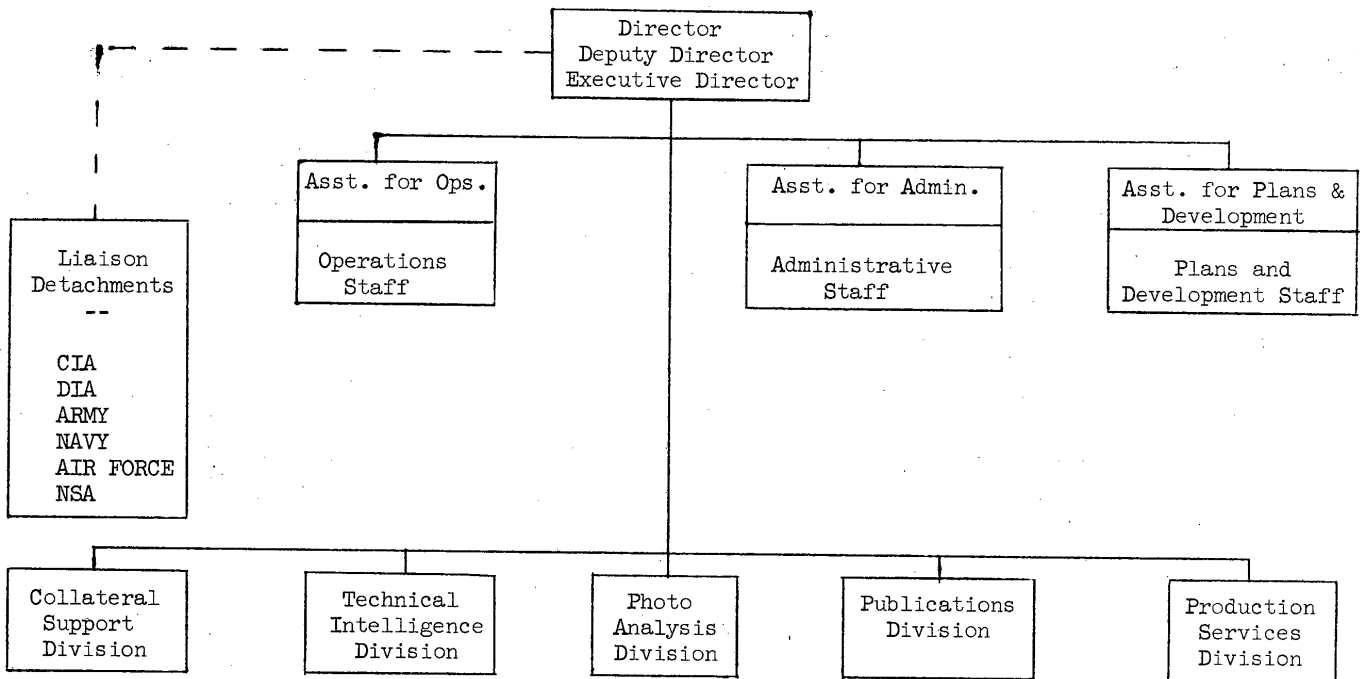 Director
Deputy Director
Executive Director
Asst. for Ops.
Operations
Staff
Asst. for Admin.
Administrative
Staff
Asst. for Plans &
Development
Plans and
Development Staff
Liaison
Detachments
--
CIA
DIA
ARMY
NAVY
AIR FORCE
NSA
Collateral
Support
Division
Technical
Intelligence
Division
Photo
Analysis
Division
Publications
Division
Production
Services
Division